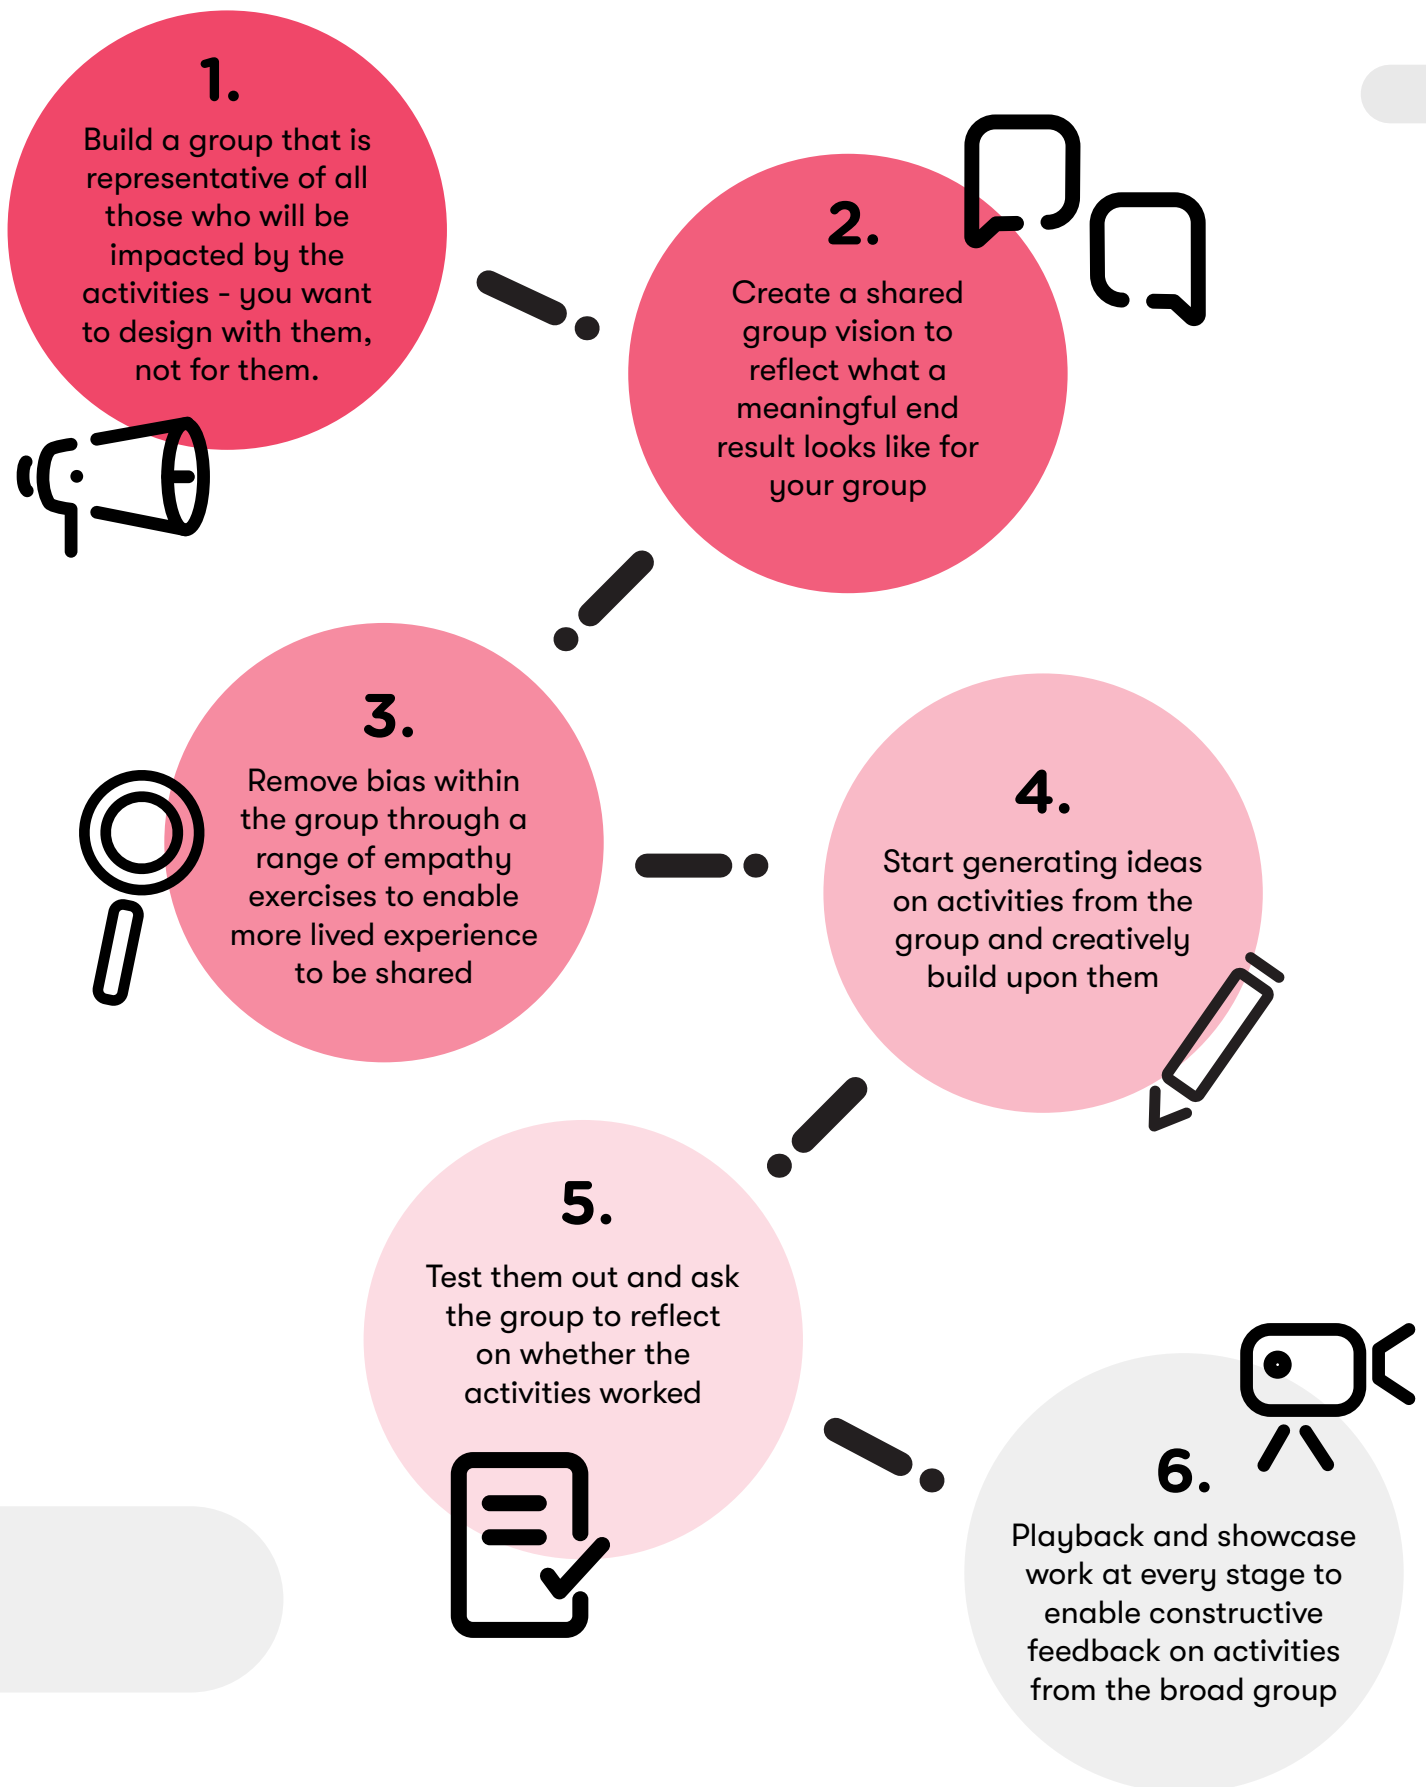 1.
Build a group that is
representative of all
those who will be
impacted by the
activities - you want
to design with them,
not for them.
2.
Create a shared
group vision to
reflect what a
meaningful end
result looks like for
your group
3.
Remove bias within
the group through a
range of empathy
exercises to enable
more lived experience
to be shared
4.
Start generating ideas
on activities from the
group and creatively
build upon them
5.
Test them out and ask
the group to reflect
on whether the
activities worked
6.
Playback and showcase
work at every stage to
enable constructive
feedback on activities
from the broad group